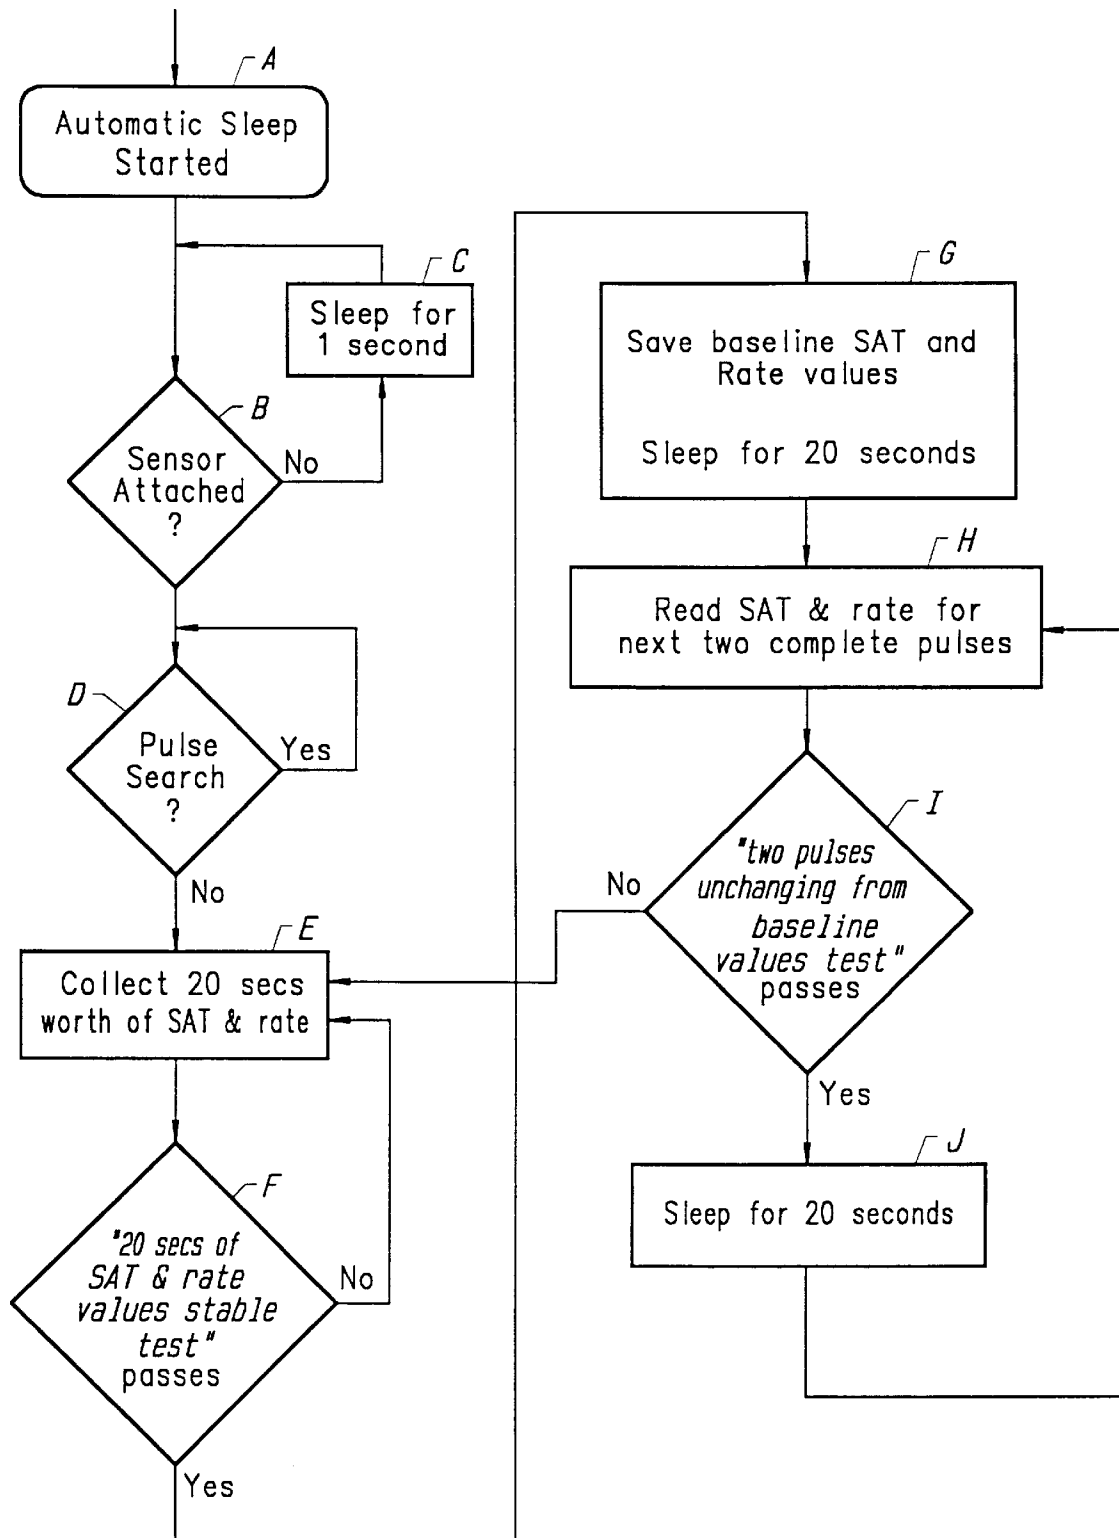 A
Automatic Sleep
Started
C
Sleep for
1 second
B
Sensor
Attached
?
No
D
Pulse
Search
?
Yes
No
E
Collect 20 secs
worth of SAT & rate
F
"20 secs of
SAT & rate
values stable
test"
passes
No
Yes
G
Save baseline SAT and
Rate values
Sleep for 20 seconds
H
Read SAT & rate for
next two complete pulses
I
"two pulses
unchanging from
baseline
values test"
passes
No
Yes
J
Sleep for 20 seconds